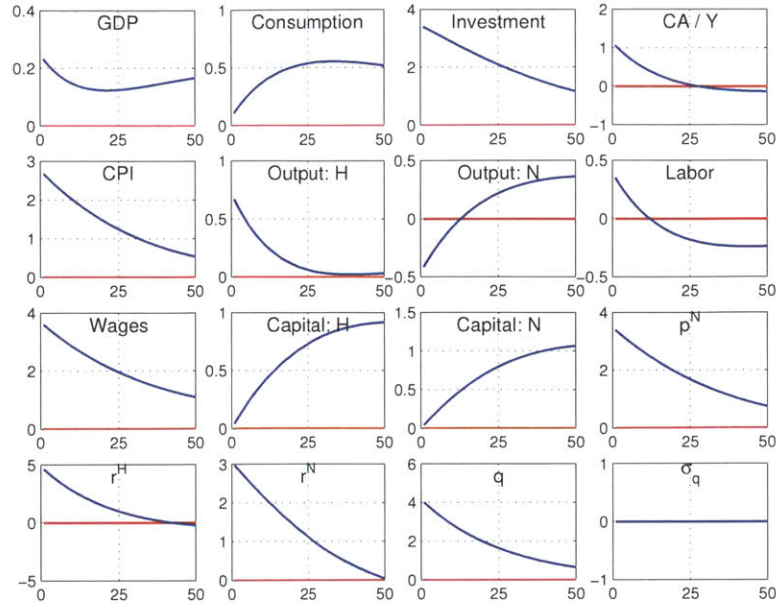 GDP
0.4
0.2
0
0 25 50
Consumption
1
0.5
0
0 25 50
Investment
4
2
0
0 25 50
CA / Y
2
1
0
−1
0 25 50
CPI
3
2
1
0
0 25 50
Output: H
1
0.5
0
0 25 50
Output: N
0.5
0
−0.5
0 25 50
Labor
0.5
0
−0.5
0 25 50
Wages
4
2
0
0 25 50
Capital: H
1
0.5
0
0 25 50
Capital: N
1.5
1
0.5
0
0 25 50
p^N
4
2
0
0 25 50
r^H
5
0
−5
0 25 50
r^N
3
2
1
0
0 25 50
q
6
4
2
0
0 25 50
σ_q
1
0
−1
0 25 50